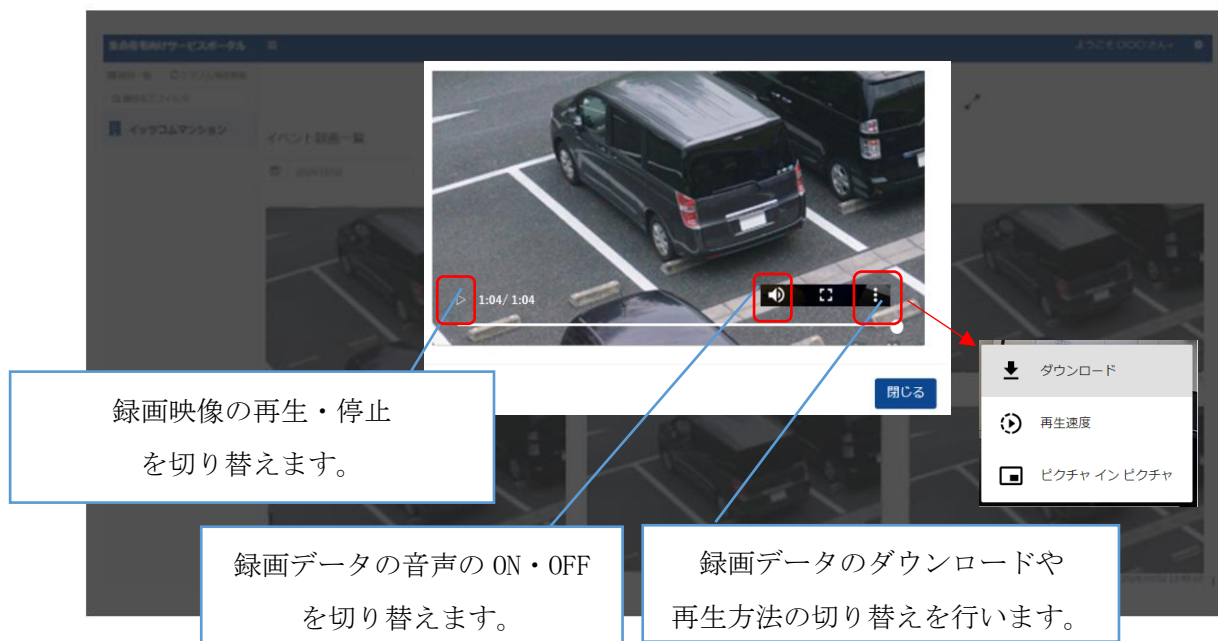 集合住宅向けサービスポータル
ようこそ〇〇〇さん
イッツコムマンション
イベント録画一覧
1:04/ 1:04
閉じる
ダウンロード
再生速度
ピクチャ イン ピクチャ
録画映像の再生・停止
を切り替えます。
録画データの音声の ON・OFF
を切り替えます。
録画データのダウンロードや
再生方法の切り替えを行います。